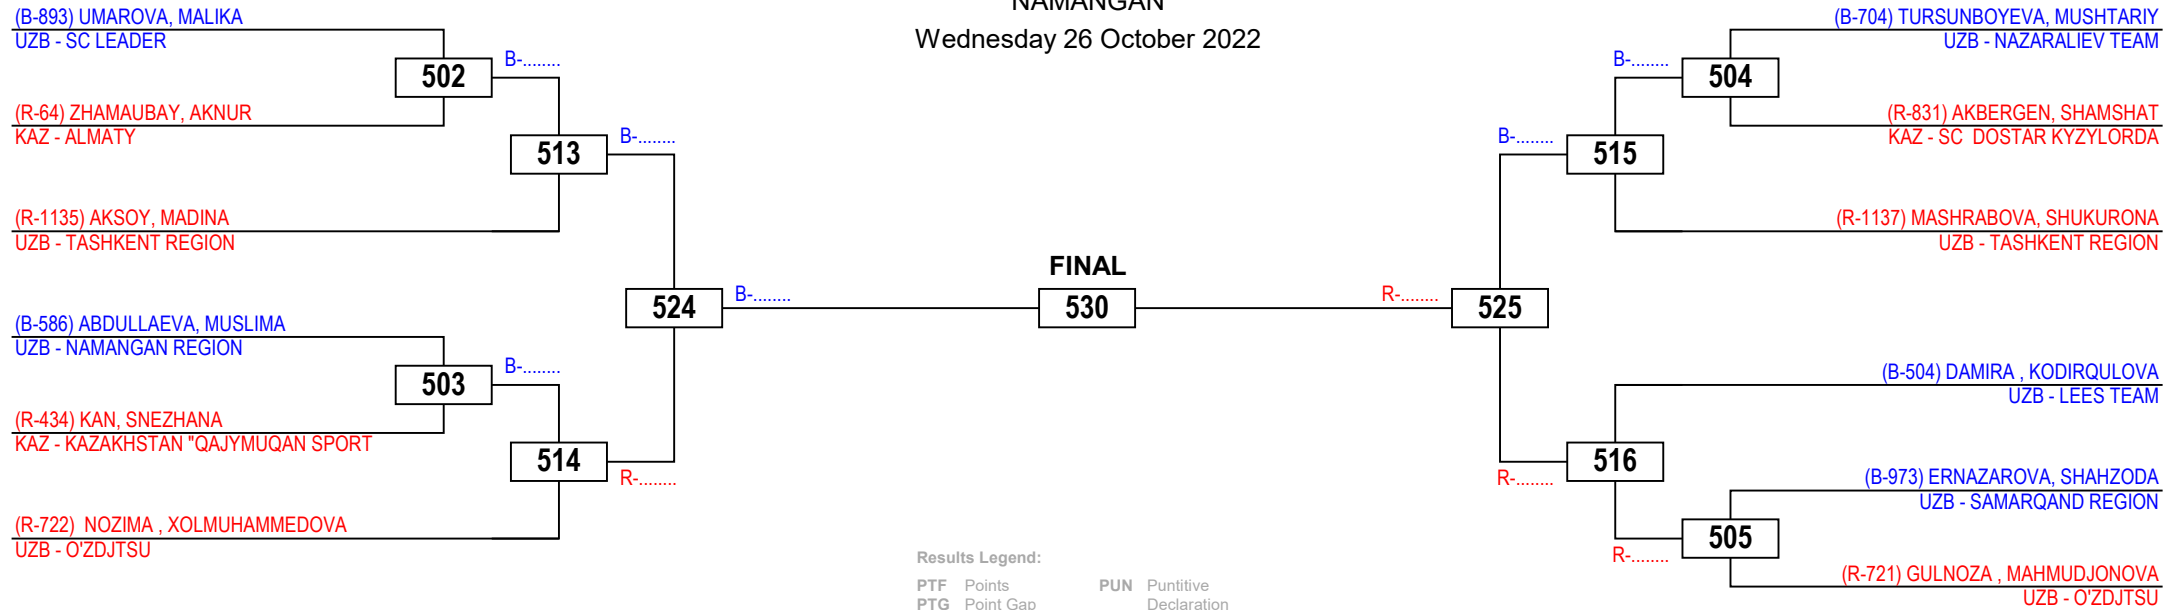 NAMANGAN
Wednesday 26 October 2022
(B-893) UMAROVA, MALIKA
UZB - SC LEADER
502
B-........
(R-64) ZHAMAUBAY, AKNUR
KAZ - ALMATY
513
B-........
(R-1135) AKSOY, MADINA
UZB - TASHKENT REGION
524
B-........
(B-586) ABDULLAEVA, MUSLIMA
UZB - NAMANGAN REGION
503
B-........
(R-434) KAN, SNEZHANA
KAZ - KAZAKHSTAN "QAJYMUQAN SPORT
514
R-........
(R-722) NOZIMA , XOLMUHAMMEDOVA
UZB - O'ZDJTSU
FINAL
530
(B-704) TURSUNBOYEVA, MUSHTARIY
UZB - NAZARALIEV TEAM
B-........
504
(R-831) AKBERGEN, SHAMSHAT
KAZ - SC DOSTAR KYZYLORDA
B-........
515
(R-1137) MASHRABOVA, SHUKURONA
UZB - TASHKENT REGION
R-........
525
(B-504) DAMIRA , KODIRQULOVA
UZB - LEES TEAM
R-........
516
(B-973) ERNAZAROVA, SHAHZODA
UZB - SAMARQAND REGION
R-........
505
(R-721) GULNOZA , MAHMUDJONOVA
UZB - O'ZDJTSU
Results Legend:
PTF Points PUN Puntitive
PTG Point Gap Declaration